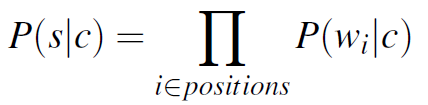 P(s|c) = ∏ P(wᵢ|c)
i∈positions